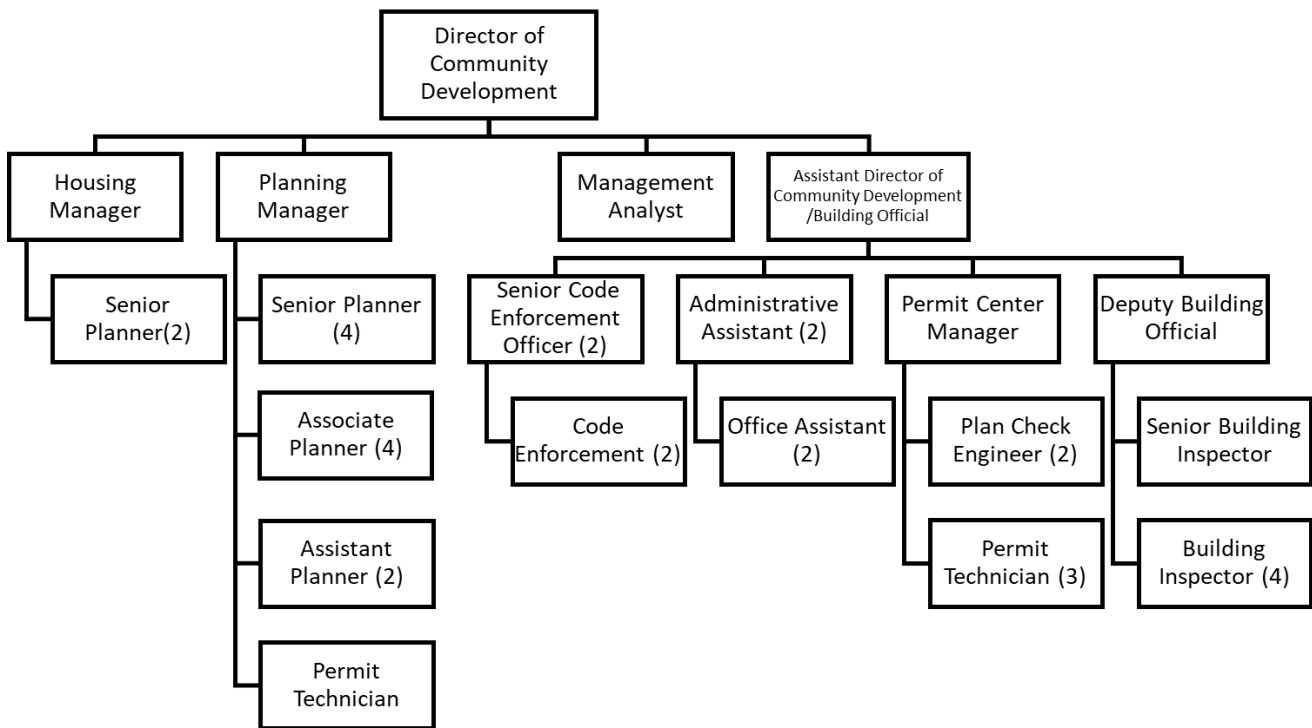 Director of
Community
Development
Housing
Manager
Planning
Manager
Management
Analyst
Assistant Director of
Community Development
/Building Official
Senior
Planner(2)
Senior Planner
(4)
Associate
Planner (4)
Assistant
Planner (2)
Permit
Technician
Senior Code
Enforcement
Officer (2)
Code
Enforcement (2)
Administrative
Assistant (2)
Office Assistant
(2)
Permit Center
Manager
Plan Check
Engineer (2)
Permit
Technician (3)
Deputy Building
Official
Senior Building
Inspector
Building
Inspector (4)